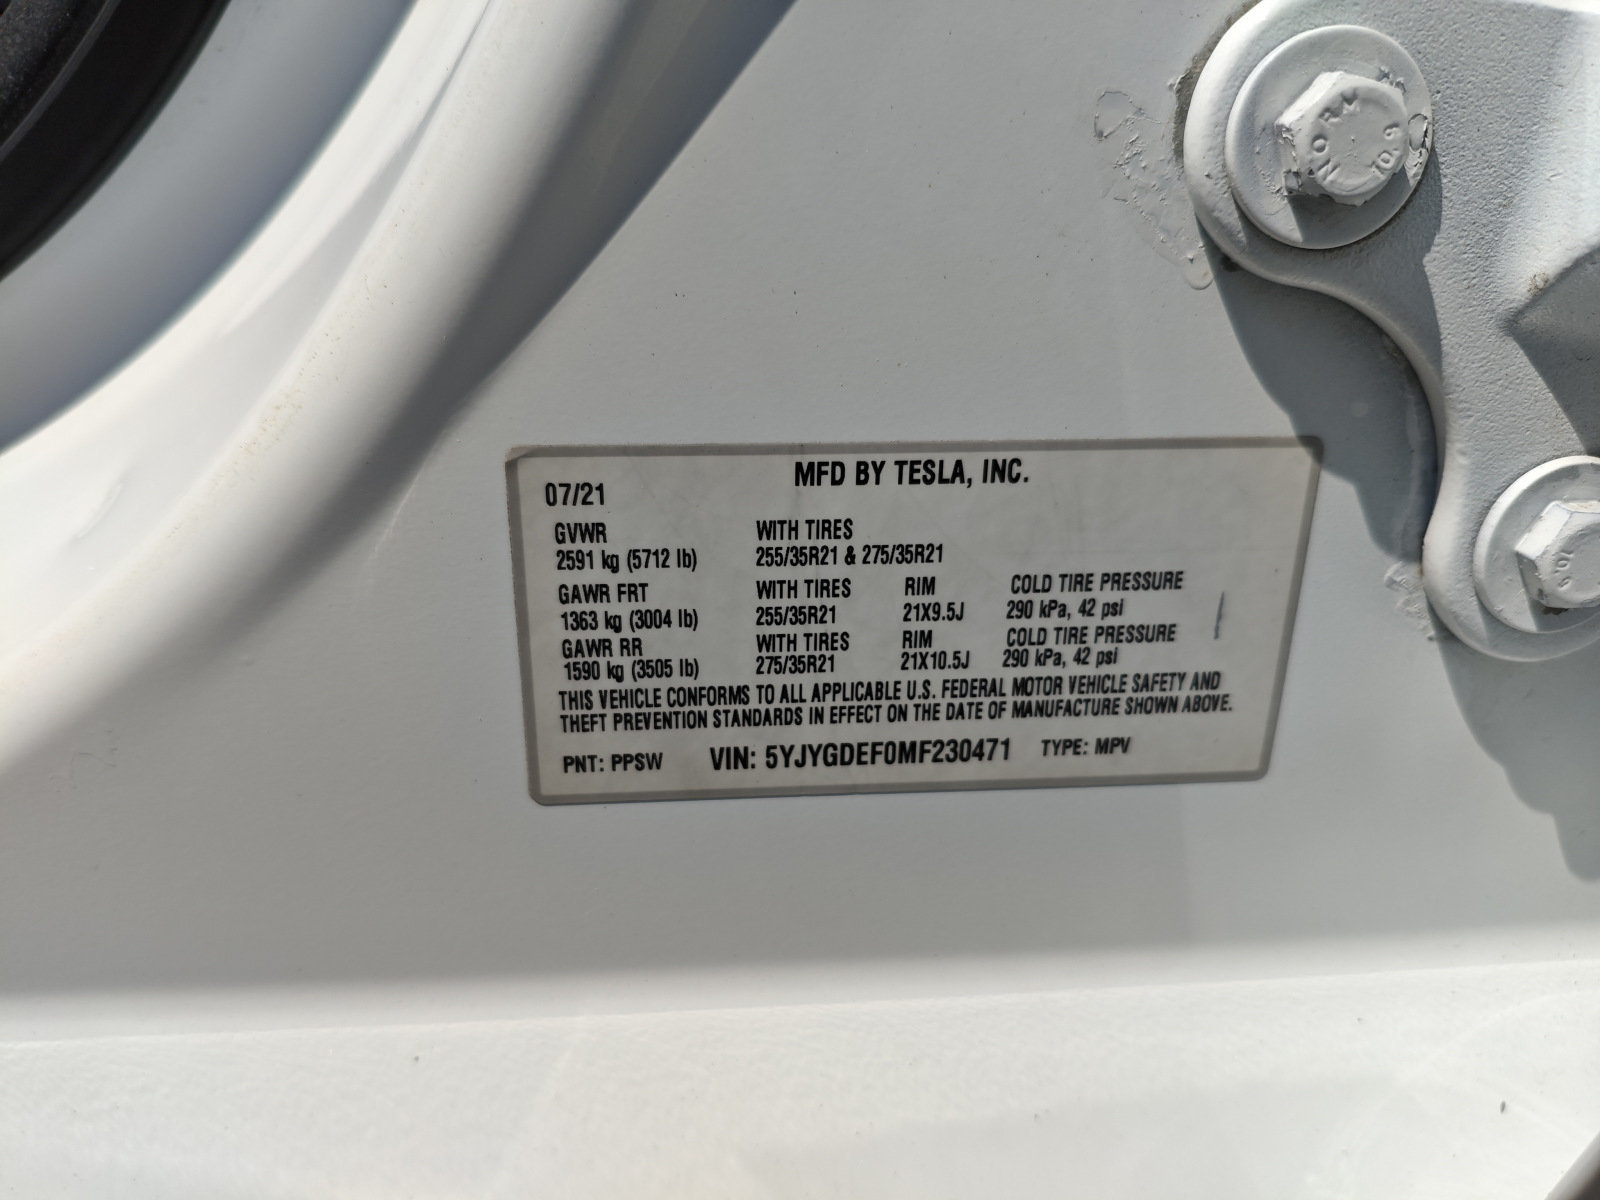 NORM
10.9
MFD BY TESLA, INC.
07/21
GVWR WITH TIRES
2591 kg (5712 lb) 255/35R21 & 275/35R21
GAWR FRT WITH TIRES RIM COLD TIRE PRESSURE
1363 kg (3004 lb) 255/35R21 21X9.5J 290 kPa, 42 psi
GAWR RR WITH TIRES RIM COLD TIRE PRESSURE
1590 kg (3505 lb) 275/35R21 21X10.5J 290 kPa, 42 psi
THIS VEHICLE CONFORMS TO ALL APPLICABLE U.S. FEDERAL MOTOR VEHICLE SAFETY AND
THEFT PREVENTION STANDARDS IN EFFECT ON THE DATE OF MANUFACTURE SHOWN ABOVE.
PNT: PPSW VIN: 5YJYGDEF0MF230471 TYPE: MPV